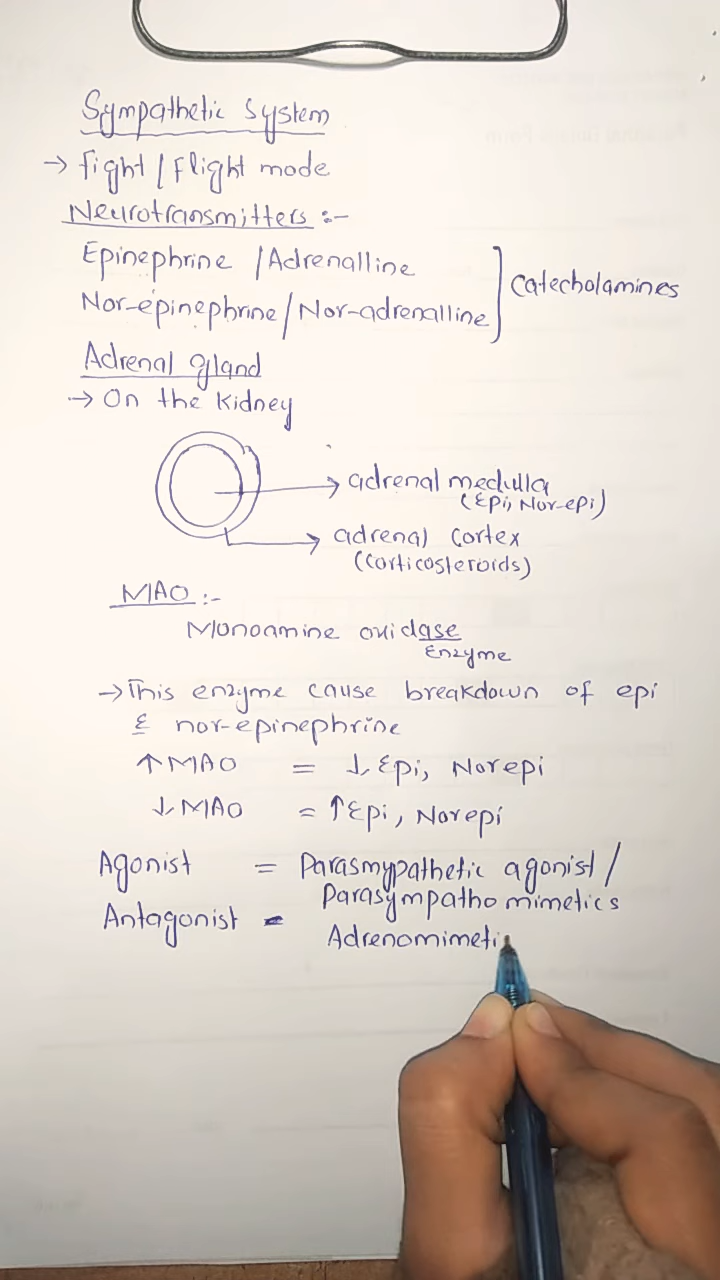 Sympathetic System
→ fight / Flight mode
Neurotransmitters :-
Epinephrine / Adrenalline
Nor-epinephrine / Nor-adrenalline
Catecholamines
Adrenal gland
→ On the kidney
adrenal medulla
(Epi, Nor-epi)
adrenal cortex
(corticosteroids)
MAO :-
Monoamine oxidase
Enzyme
→ This enzyme cause breakdown of epi
& nor-epinephrine
↑ MAO = ↓ Epi, Norepi
↓ MAO = ↑ Epi, Norepi
Agonist = Parasmypathetic agonist /
Parasympathomimetics
Antagonist =
Adrenomimeti